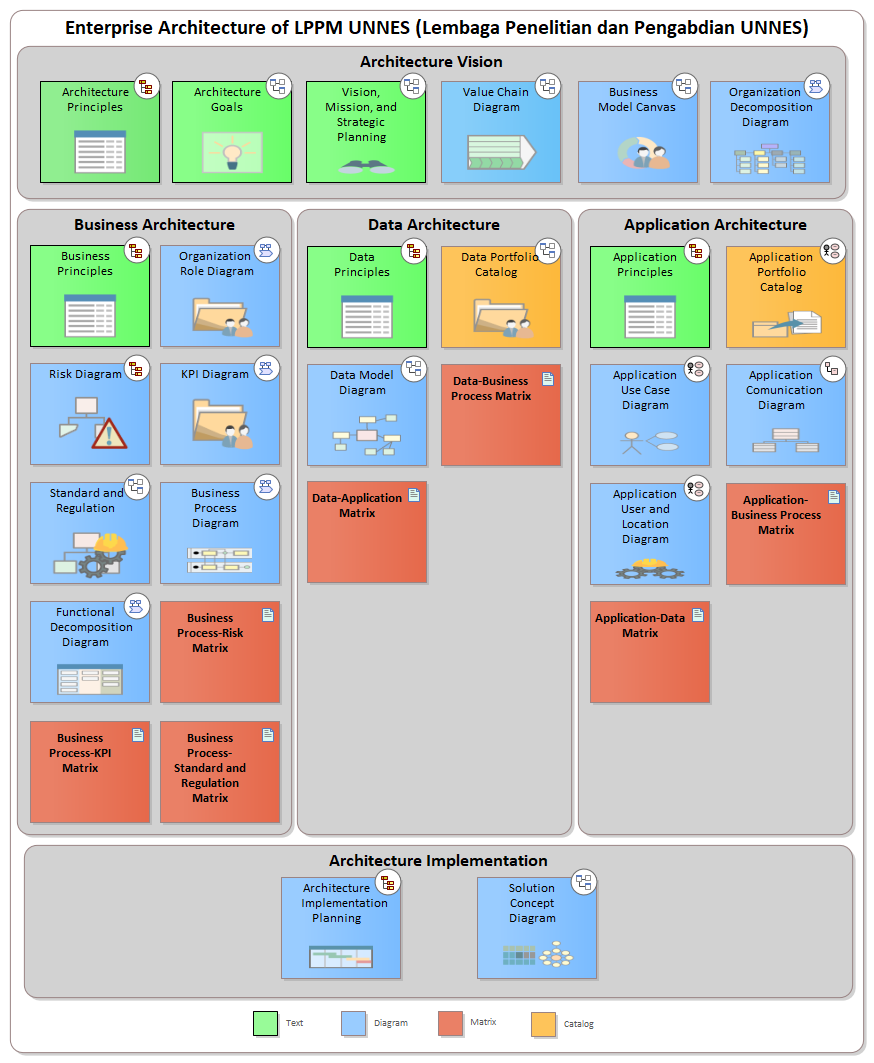 Enterprise Architecture of LPPM UNNES (Lembaga Penelitian dan Pengabdian UNNES)
Architecture Vision
Architecture
Principles
Architecture
Goals
Vision,
Mission, and
Strategic
Planning
Value Chain
Diagram
Business
Model Canvas
Organization
Decomposition
Diagram
Business Architecture
Business
Principles
Organization
Role Diagram
Risk Diagram
KPI Diagram
Standard and
Regulation
Business
Process
Diagram
Functional
Decomposition
Diagram
Business
Process-Risk
Matrix
Business
Process-KPI
Matrix
Business
Process-
Standard and
Regulation
Matrix
Data Architecture
Data
Principles
Data Portfolio
Catalog
Data Model
Diagram
Data-Business
Process Matrix
Data-Application
Matrix
Application Architecture
Application
Principles
Application
Portfolio
Catalog
Application
Use Case
Diagram
Application
Comunication
Diagram
Application
User and
Location
Diagram
Application-
Business Process
Matrix
Application-Data
Matrix
Architecture Implementation
Architecture
Implementation
Planning
Solution
Concept
Diagram
Text
Diagram
Matrix
Catalog